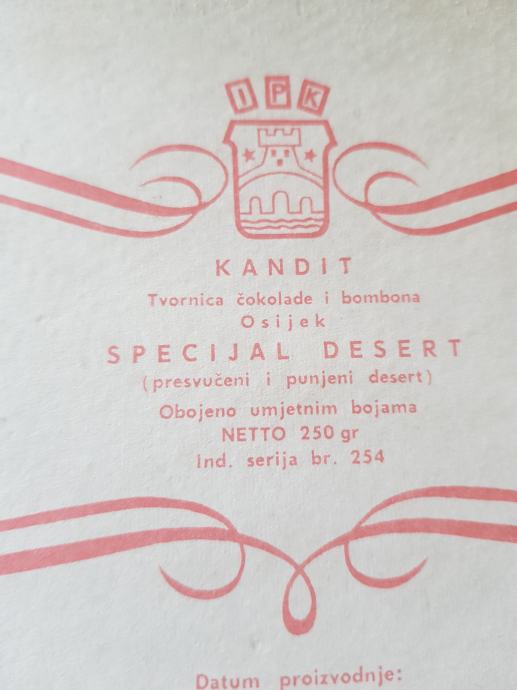 IPK
KANDIT
Tvornica čokolade i bombona
Osijek
SPECIJAL DESERT
(presvučeni i punjeni desert)
Obojeno umjetnim bojama
NETTO 250 gr
Ind. serija br. 254
Datum proizvodnje: